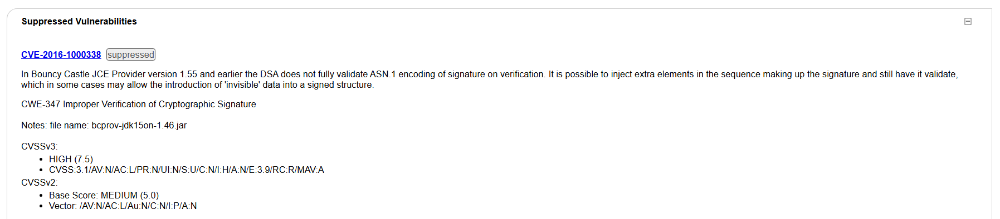 Suppressed Vulnerabilities
CVE-2016-1000338 suppressed
In Bouncy Castle JCE Provider version 1.55 and earlier the DSA does not fully validate ASN.1 encoding of signature on verification. It is possible to inject extra elements in the sequence making up the signature and still have it validate,
which in some cases may allow the introduction of 'invisible' data into a signed structure.
CWE-347 Improper Verification of Cryptographic Signature
Notes: file name: bcprov-jdk15on-1.46.jar
CVSSv3:
• HIGH (7.5)
• CVSS:3.1/AV:N/AC:L/PR:N/UI:N/S:U/C:N/I:H/A:N/E:3.9/RC:R/MAV:A
CVSSv2:
• Base Score: MEDIUM (5.0)
• Vector: /AV:N/AC:L/Au:N/C:N/I:P/A:N